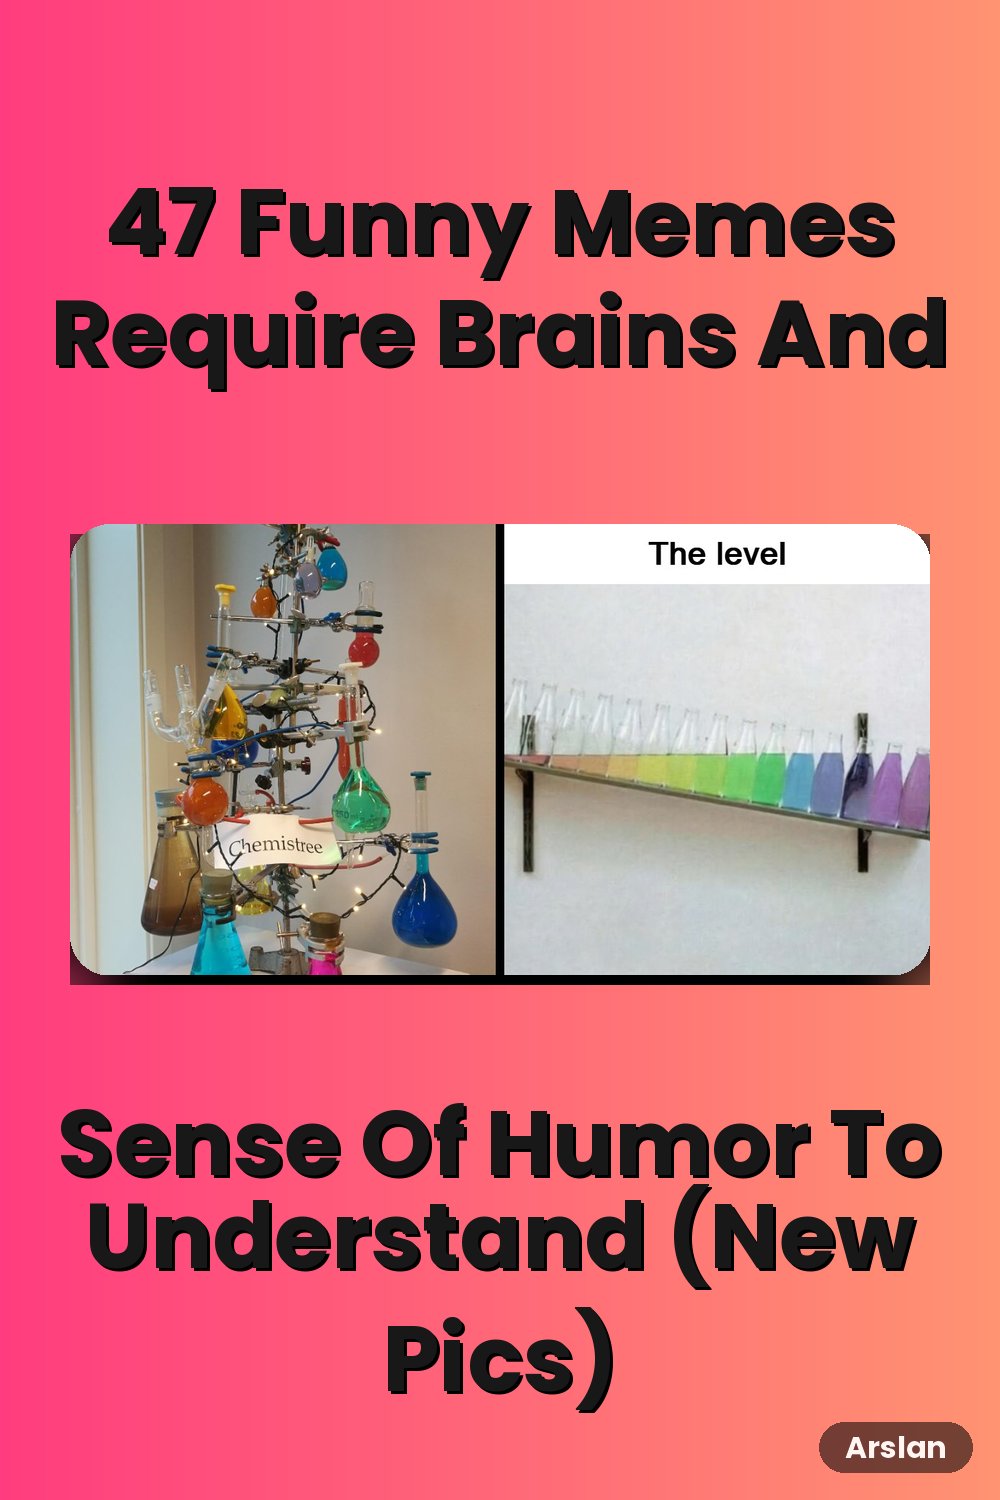 47 Funny Memes
Require Brains And
The level
Chemistree
Sense Of Humor To
Understand (New
Pics)
Arslan